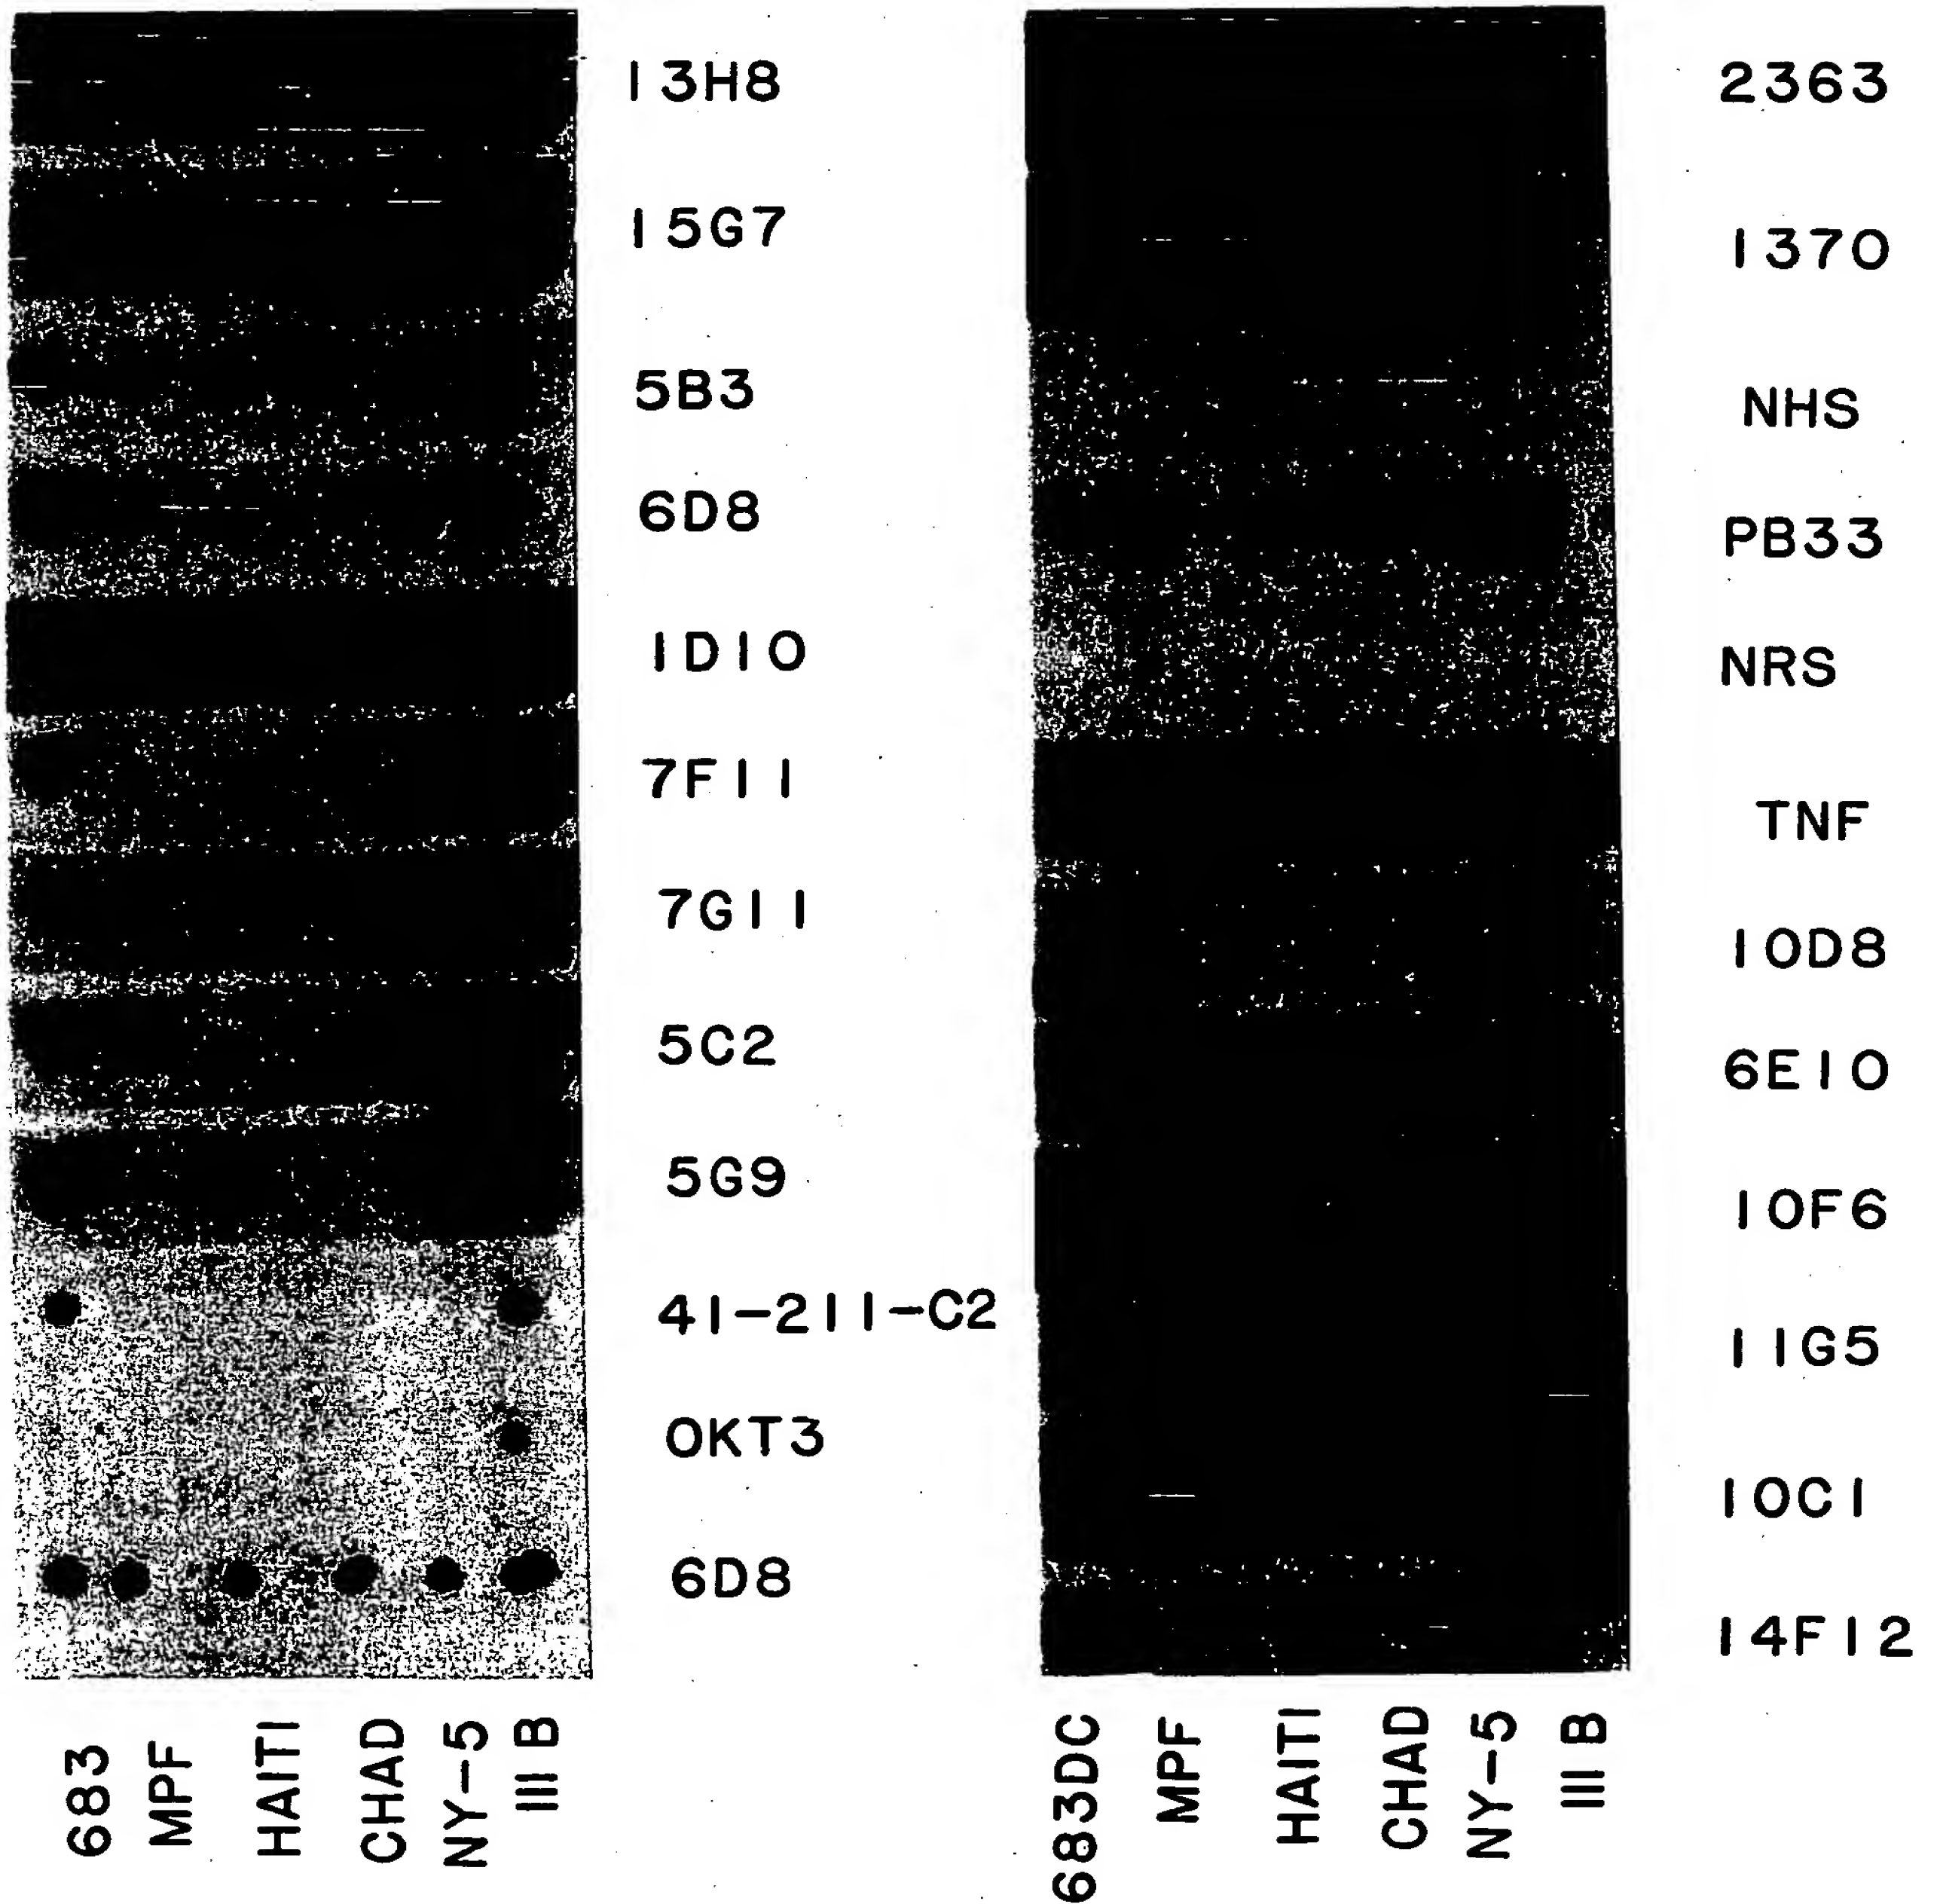 13H8
15G7
5B3
6D8
1D10
7F11
7G11
5C2
5G9
41-211-C2
OKT3
6D8
683
MPF
HAITI
CHAD
NY-5
III B
2363
1370
NHS
PB33
NRS
TNF
10D8
6E10
10F6
11G5
10C1
14F12
683DC
MPF
HAITI
CHAD
NY-5
III B